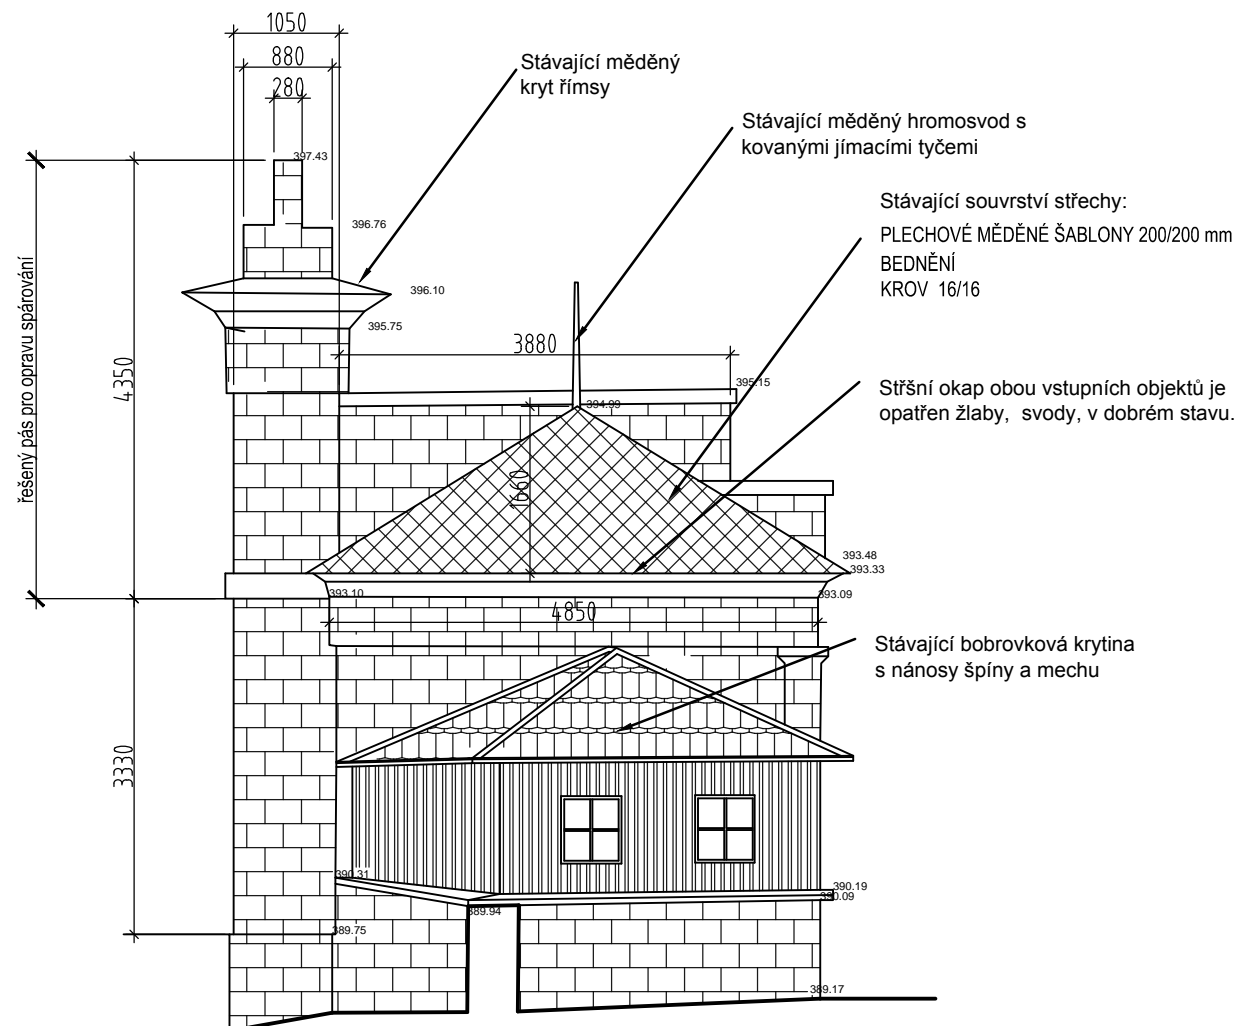 1050
880
280
Stávající měděný
kryt římsy
Stávající měděný hromosvod s
kovanými jímacími tyčemi
397.43
Stávající souvrství střechy:
PLECHOVÉ MĚDĚNÉ ŠABLONY 200/200 mm
BEDNĚNÍ
KROV 16/16
396.76
396.10
395.75
řešený pás pro opravu spárování
4350
3880
395.15
394.99
Střšní okap obou vstupních objektů je
opatřen žlaby, svody, v dobrém stavu.
1660
393.48
393.33
393.10
393.09
4850
Stávající bobrovková krytina
s nánosy špíny a mechu
3330
390.31
390.19
390.09
389.94
389.75
389.17